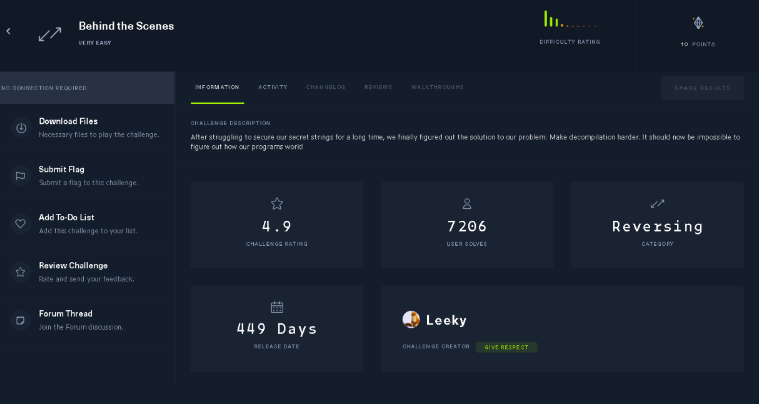 Behind the Scenes
VERY EASY
DIFFICULTY RATING
10 POINTS
NO CONNECTION REQUIRED
INFORMATION ACTIVITY CHANGELOG REVIEWS WALKTHROUGHS
SHARE RESULTS
Download Files
Necessary files to play the challenge.
Submit Flag
Submit a flag to this challenge.
Add To-Do List
Add this challenge to your list.
Review Challenge
Rate and send your feedback.
Forum Thread
Join the Forum discussion.
CHALLENGE DESCRIPTION
After struggling to secure our secret strings for a long time, we finally figured out the solution to our problem: Make decompilation harder. It should now be impossible to
figure out how our programs work!
4.9
CHALLENGE RATING
7206
USER SOLVES
Reversing
CATEGORY
449 Days
RELEASE DATE
Leeky
CHALLENGE CREATOR GIVE RESPECT